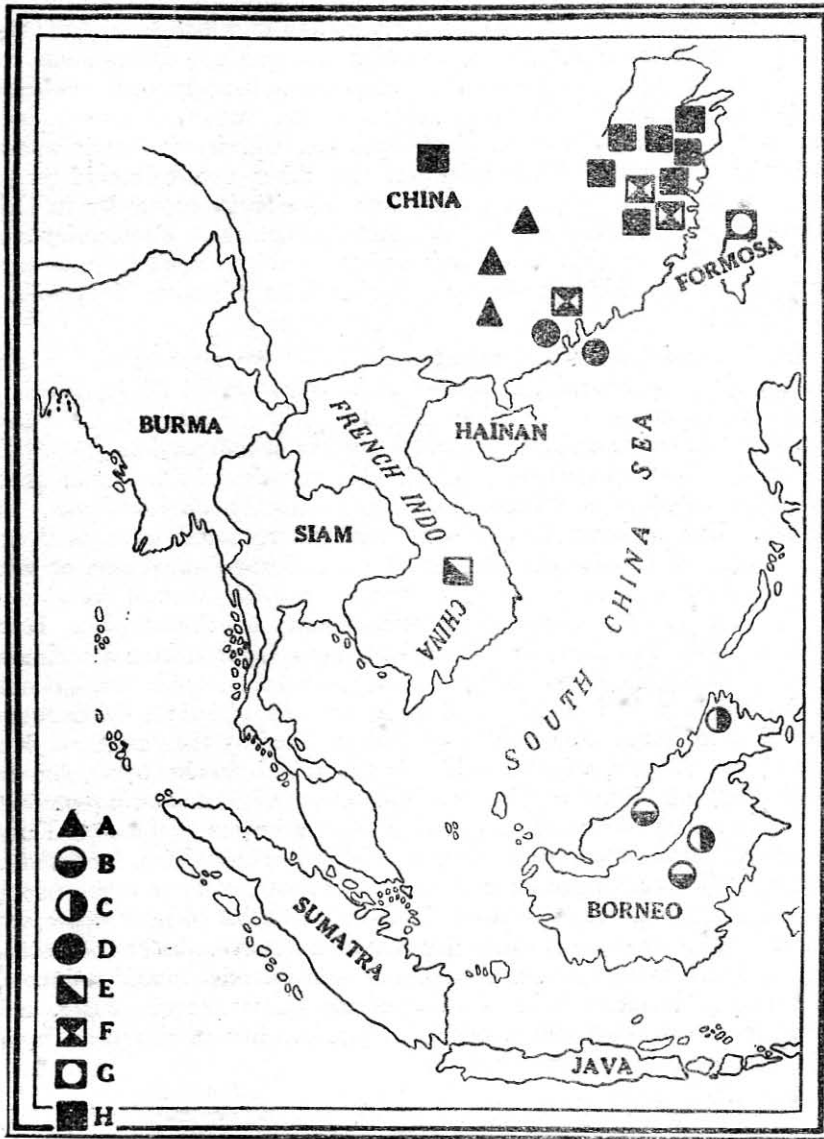 CHINA
FORMOSA
BURMA
HAINAN
FRENCH INDO CHINA
SIAM
SOUTH CHINA SEA
A
B
C
D
E
F
G
H
SUMATRA
BORNEO
JAVA